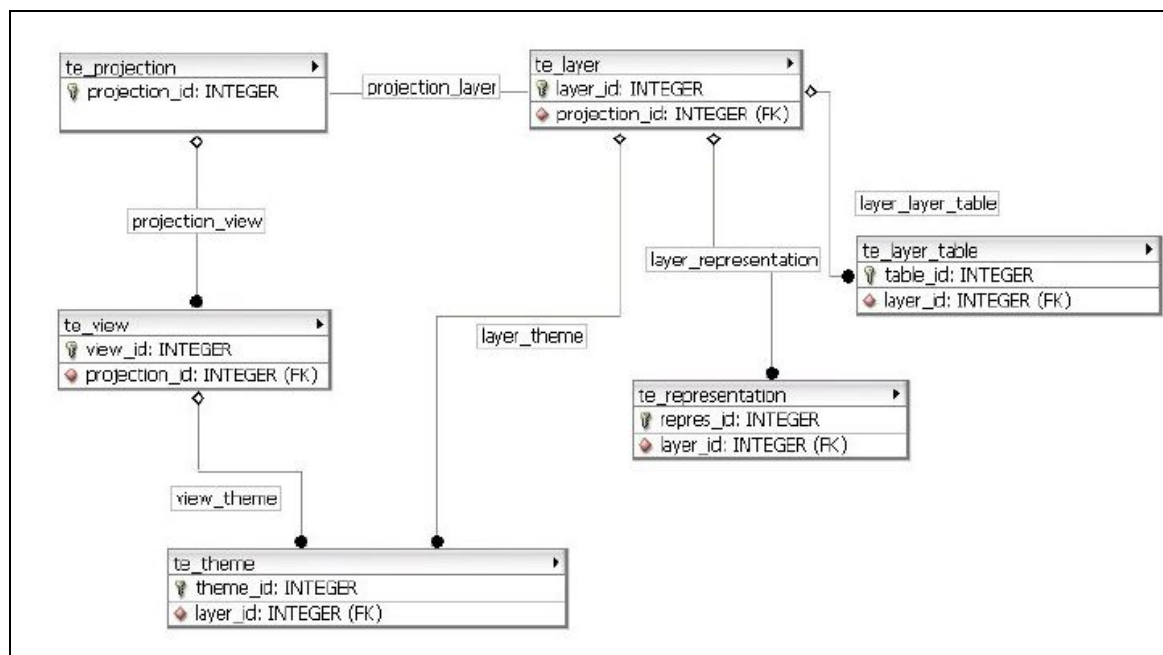 te_projection
projection_id: INTEGER
projection_layer
te_layer
layer_id: INTEGER
projection_id: INTEGER (FK)
projection_view
layer_layer_table
layer_representation
te_layer_table
table_id: INTEGER
layer_id: INTEGER (FK)
te_view
view_id: INTEGER
projection_id: INTEGER (FK)
layer_theme
te_representation
repres_id: INTEGER
layer_id: INTEGER (FK)
view_theme
te_theme
theme_id: INTEGER
layer_id: INTEGER (FK)